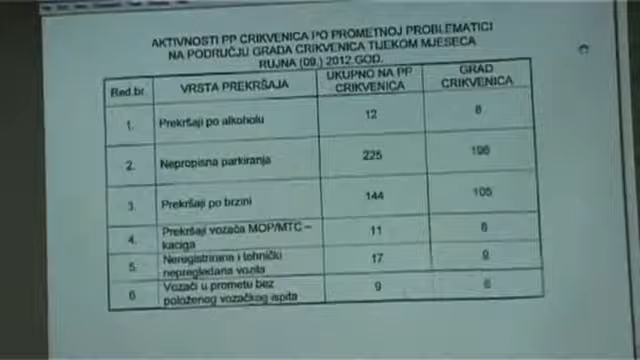 AKTIVNOSTI PP CRIKVENICA PO PROMETNOJ PROBLEMATICI
NA PODRUČJU GRADA CRIKVENICA TIJEKOM MJESECA
RUJNA (09.) 2012.GOD.
Red.br. VRSTA PREKRŠAJA UKUPNO NA PP CRIKVENICA GRAD CRIKVENICA
1. Prekršaji po alkoholu 12 8
2. Nepropisna parkiranja 225 196
3. Prekršaji po brzini 144 105
4. Prekršaji vozača MOP/MTC – kaciga 11 6
5. Neregistrirana i tehnički nepregledana vozila 17 9
6 Vozači u prometu bez položenog vozačkog ispita 9 6